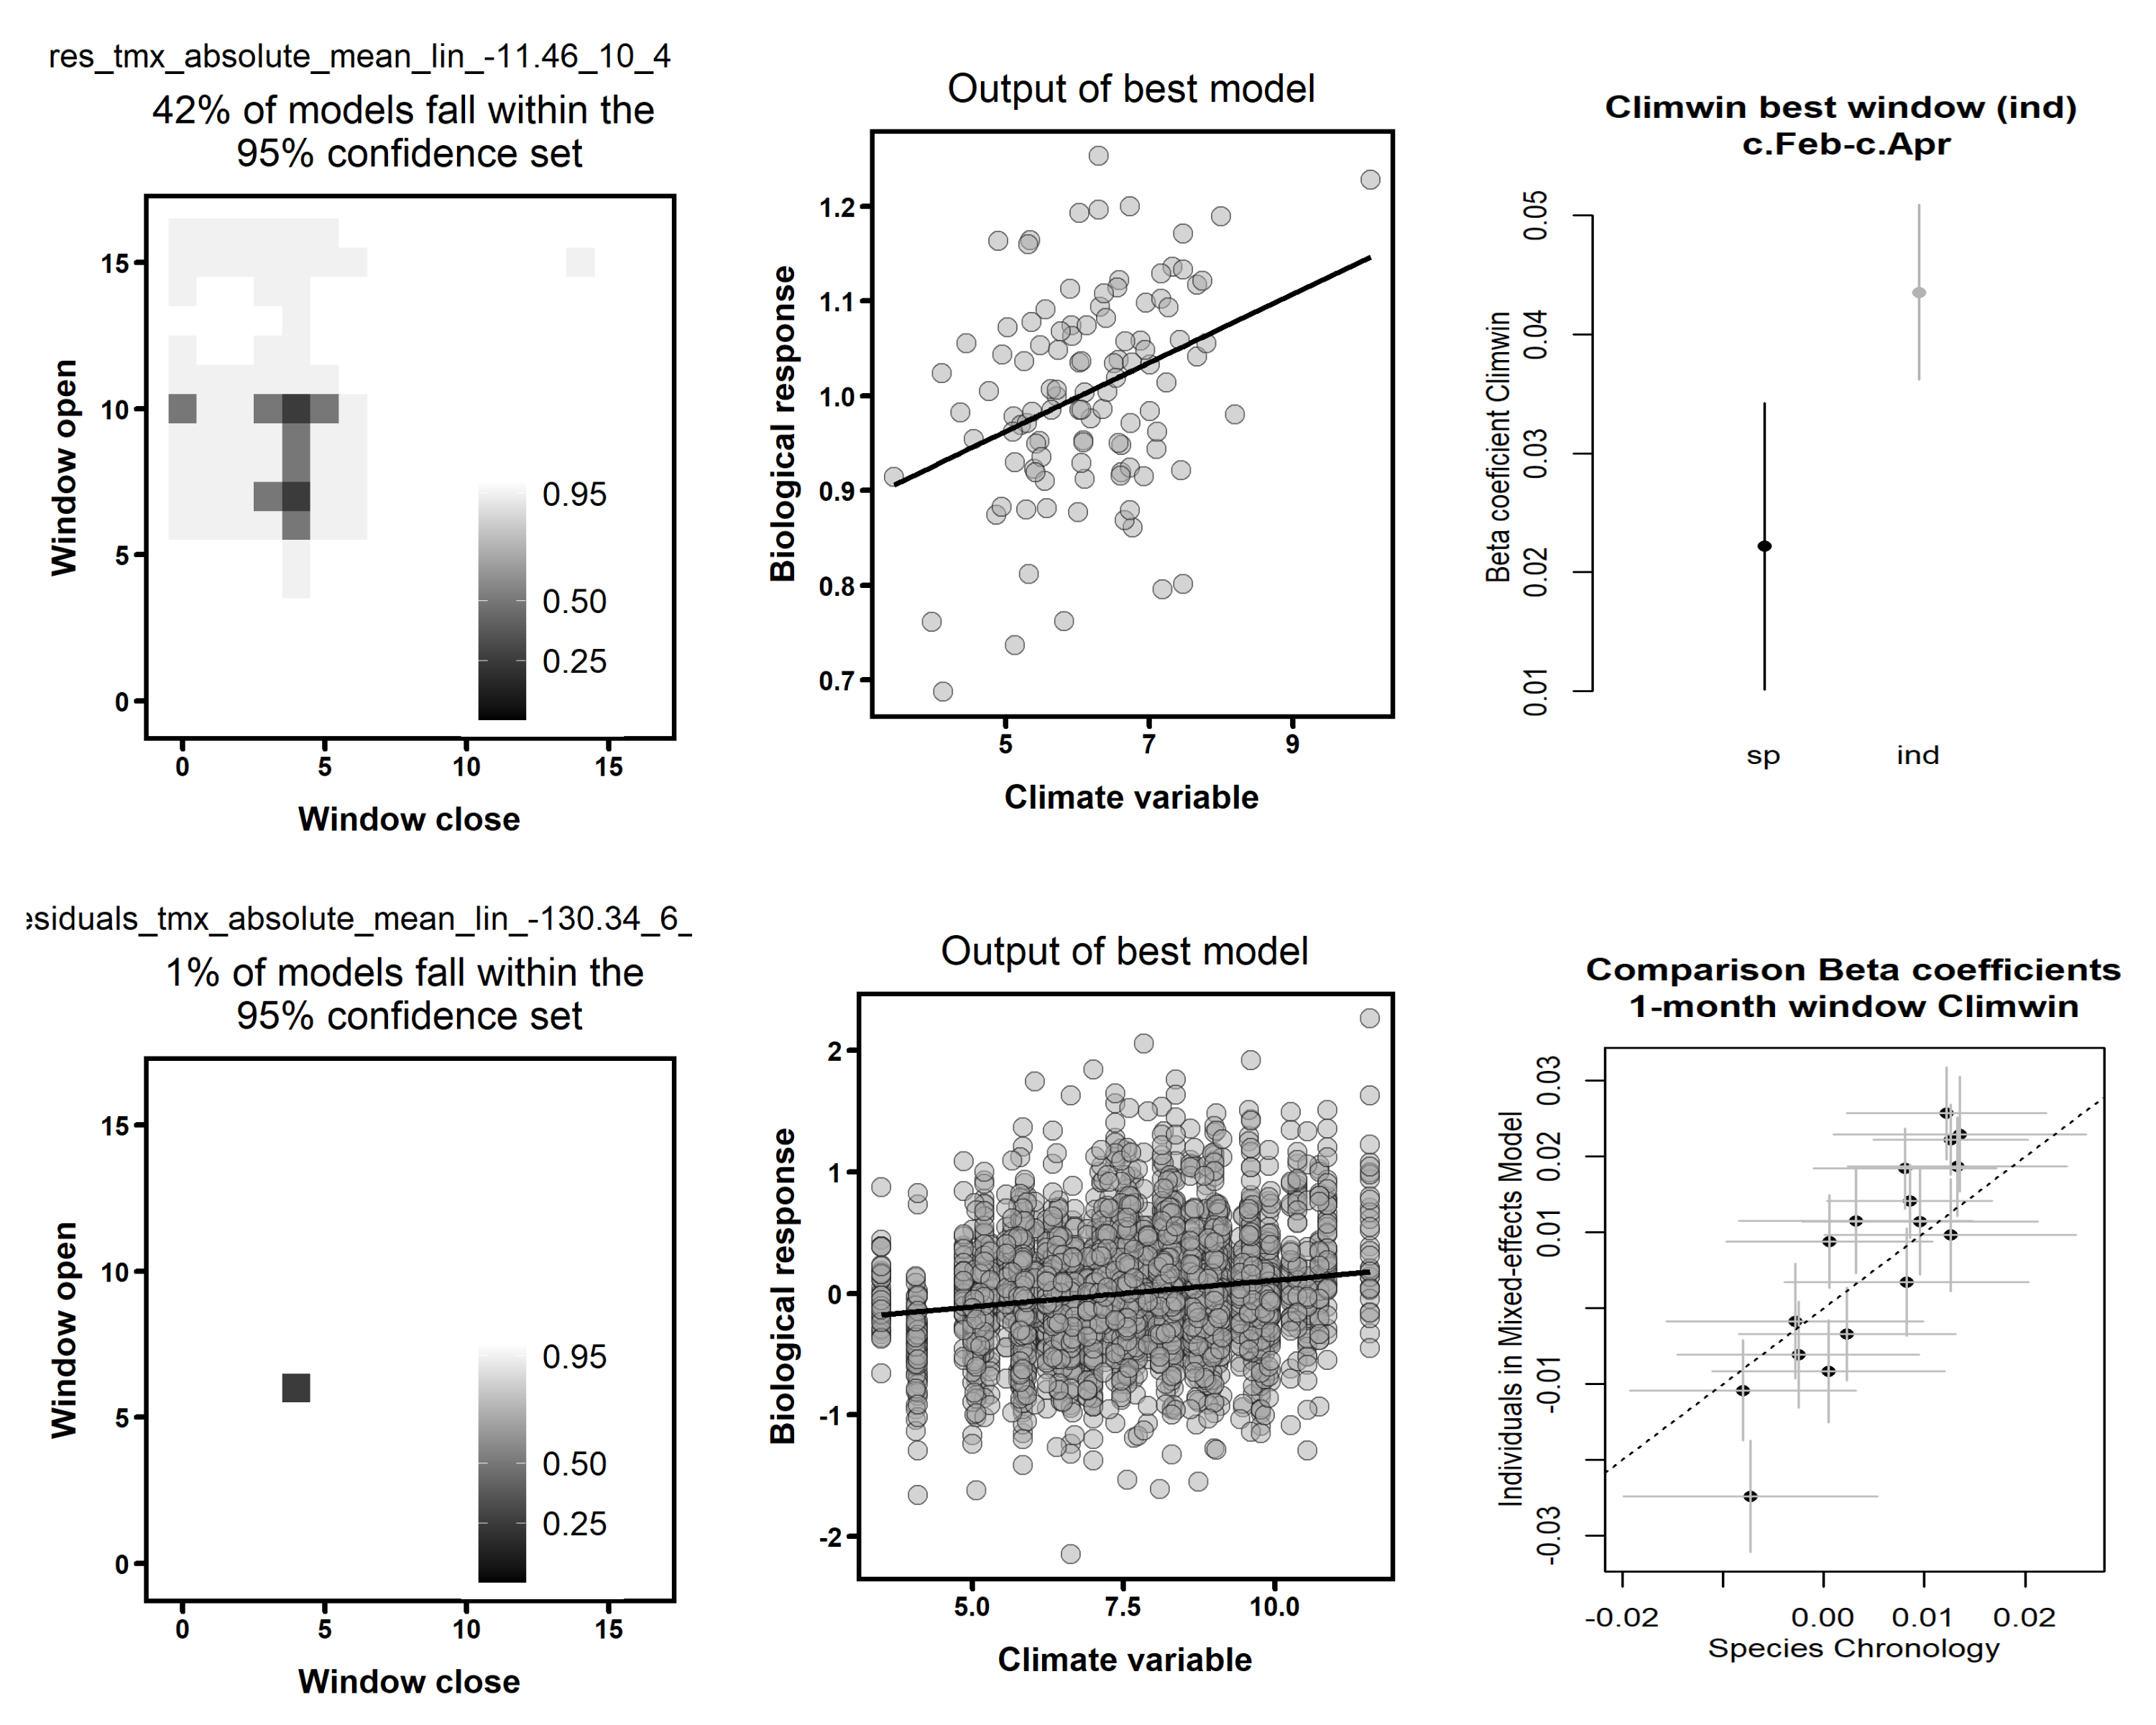 res_tmx_absolute_mean_lin_-11.46_10_4
42% of models fall within the
95% confidence set
Window open
15
10
5
0
0.95
0.50
0.25
0 5 10 15
Window close
Output of best model
Biological response
1.2
1.1
1.0
0.9
0.8
0.7
5 7 9
Climate variable
Climwin best window (ind)
c.Feb-c.Apr
Beta coeficient Climwin
0.05
0.04
0.03
0.02
0.01
sp ind
esiduals_tmx_absolute_mean_lin_-130.34_6_
1% of models fall within the
95% confidence set
Window open
15
10
5
0
0.95
0.50
0.25
0 5 10 15
Window close
Output of best model
Biological response
2
1
0
-1
-2
5.0 7.5 10.0
Climate variable
Comparison Beta coefficients
1-month window Climwin
Individuals in Mixed-effects Model
0.03
0.02
0.01
-0.01
-0.03
-0.02 0.00 0.01 0.02
Species Chronology